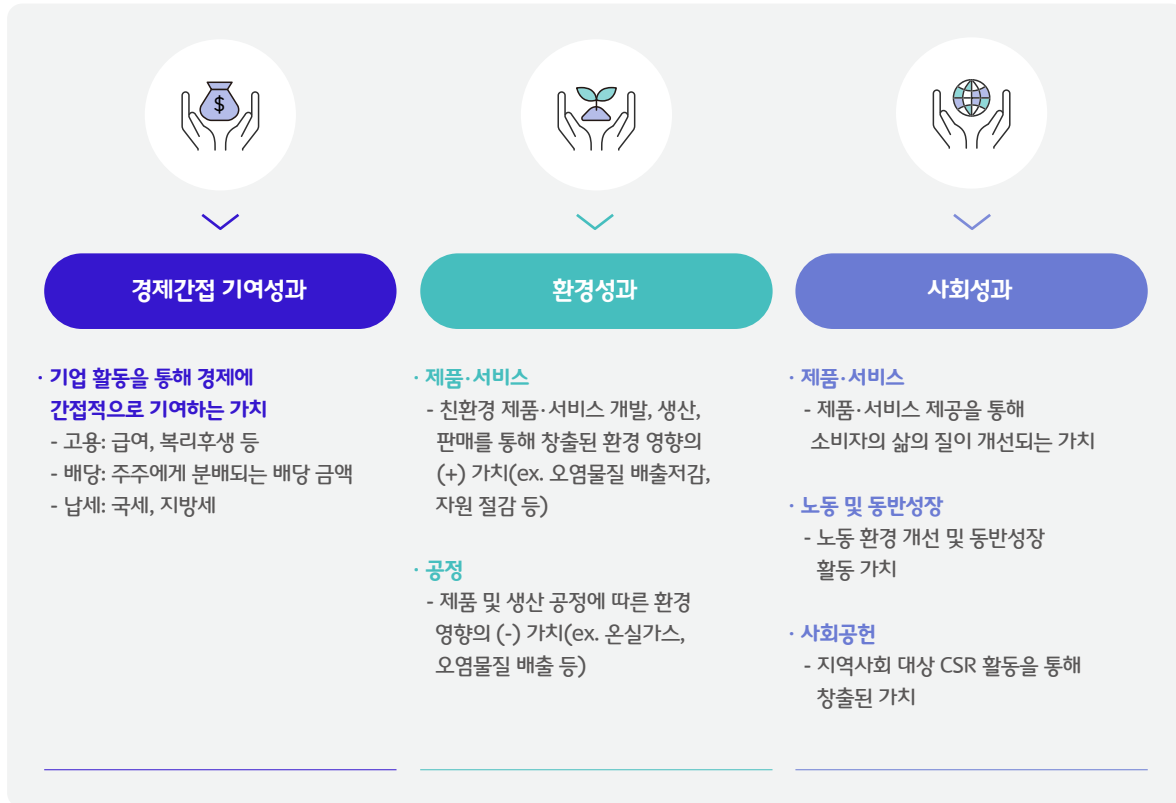 $
경제간접 기여성과
· 기업 활동을 통해 경제에
간접적으로 기여하는 가치
- 고용: 급여, 복리후생 등
- 배당: 주주에게 분배되는 배당 금액
- 납세: 국세, 지방세
환경성과
· 제품·서비스
- 친환경 제품·서비스 개발, 생산,
판매를 통해 창출된 환경 영향의
(+) 가치(ex. 오염물질 배출저감,
자원 절감 등)
· 공정
- 제품 및 생산 공정에 따른 환경
영향의 (-) 가치(ex. 온실가스,
오염물질 배출 등)
사회성과
· 제품·서비스
- 제품·서비스 제공을 통해
소비자의 삶의 질이 개선되는 가치
· 노동 및 동반성장
- 노동 환경 개선 및 동반성장
활동 가치
· 사회공헌
- 지역사회 대상 CSR 활동을 통해
창출된 가치